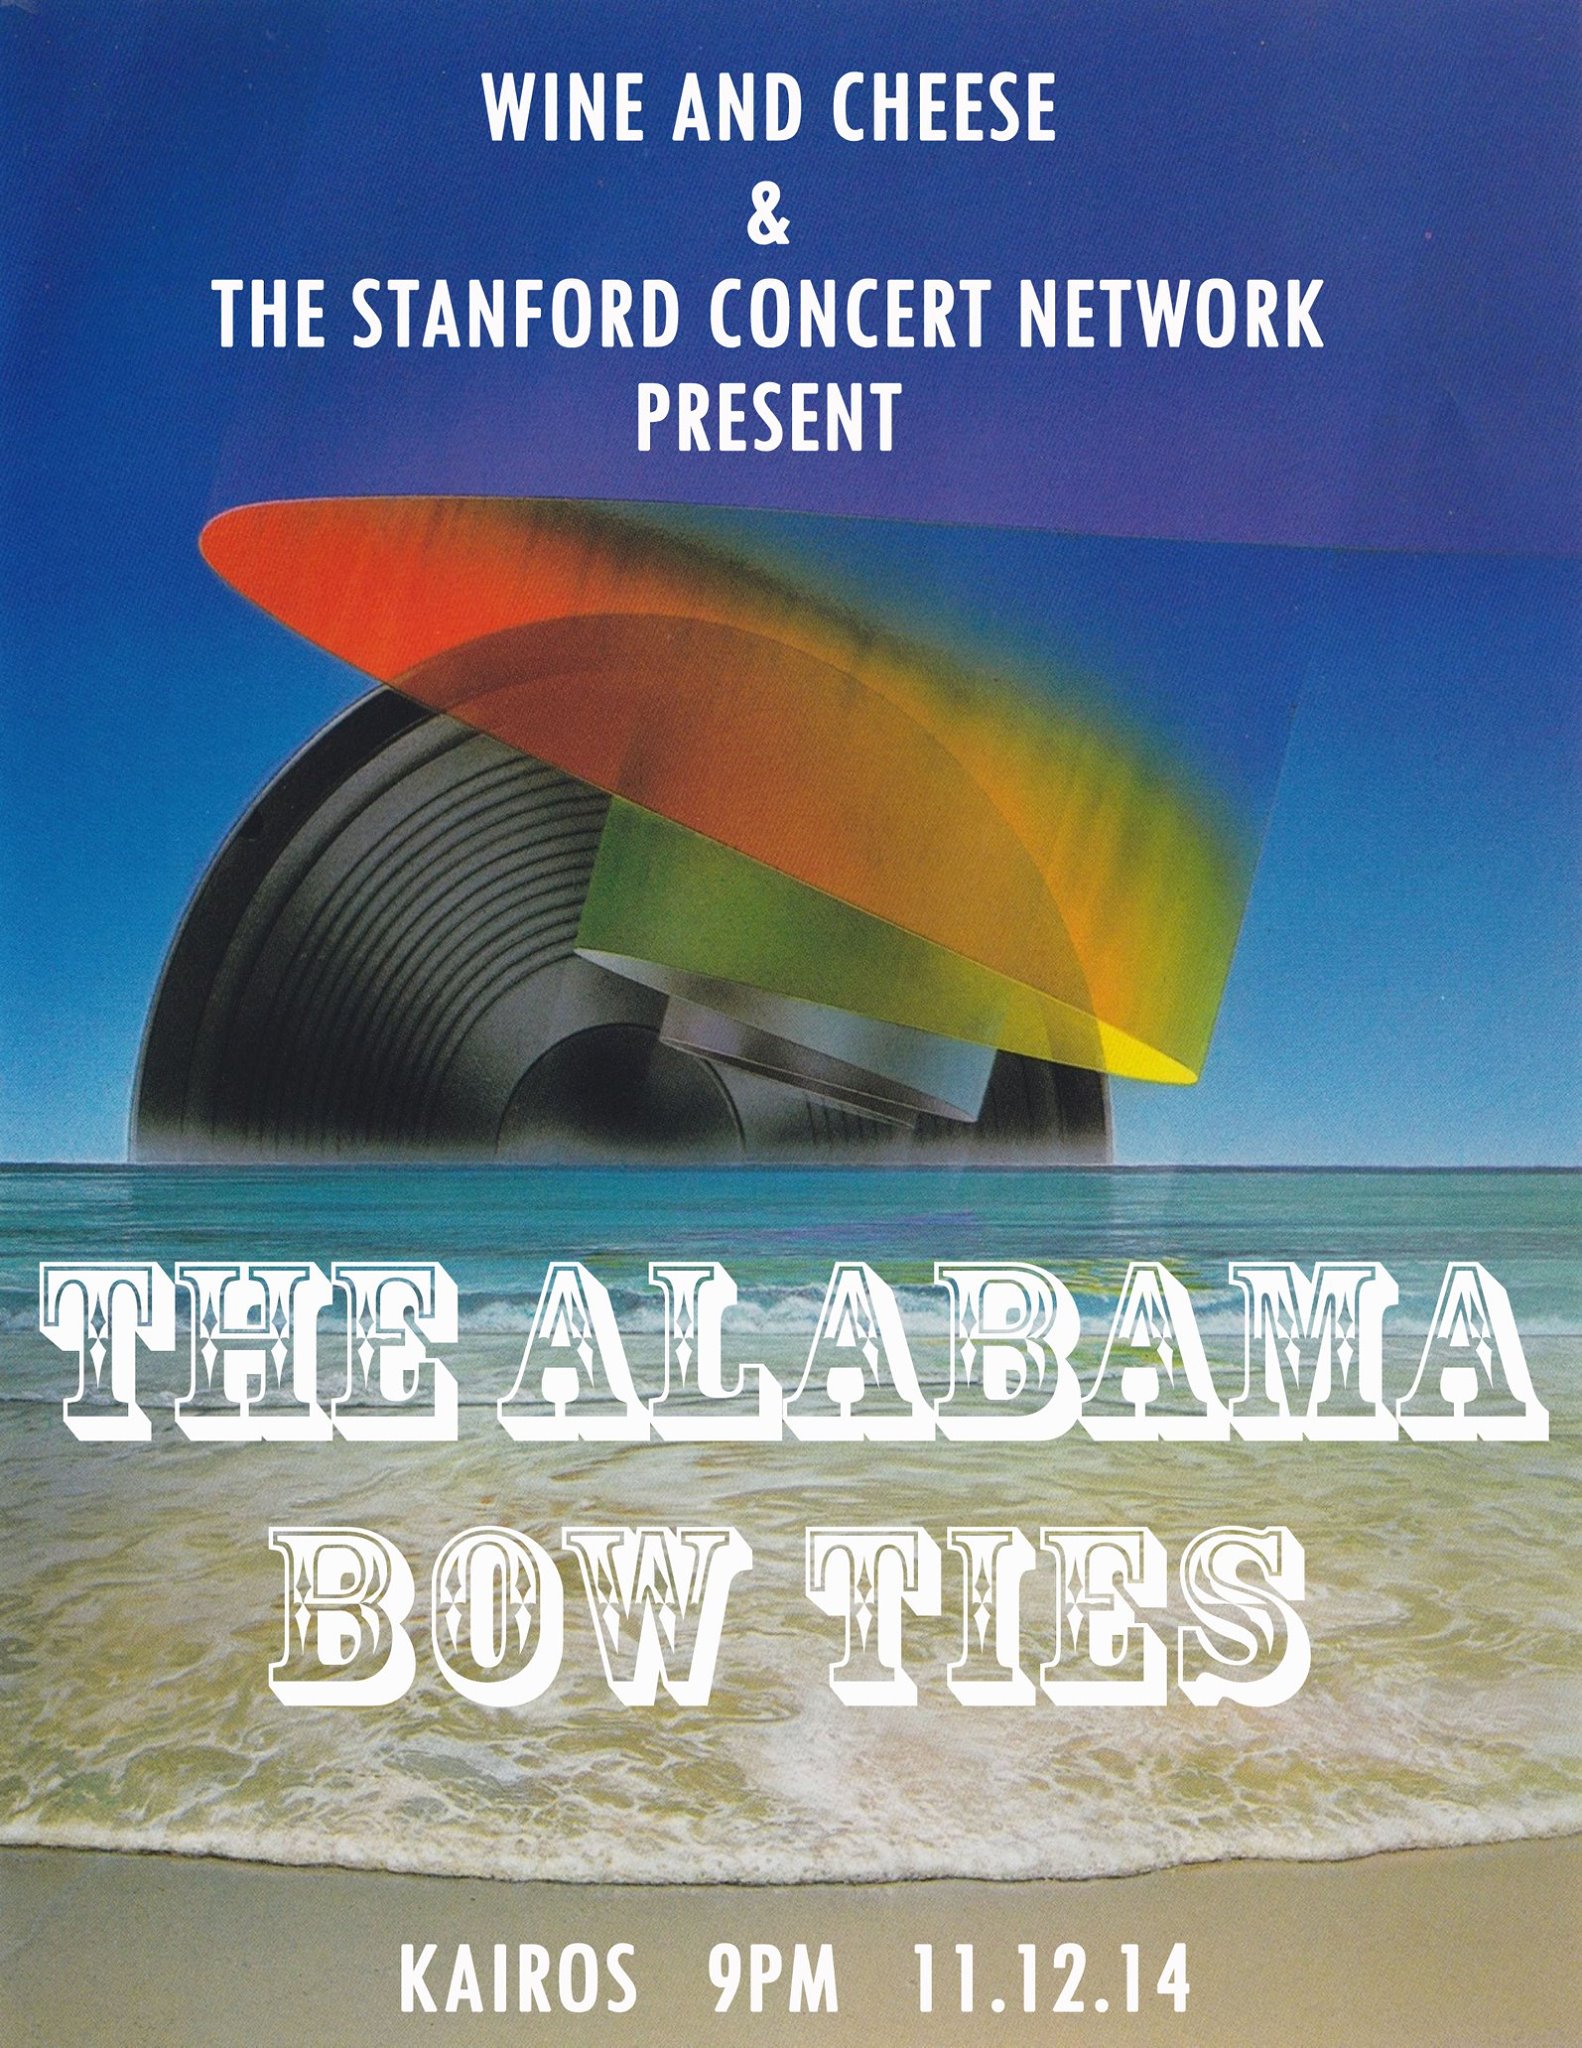 WINE AND CHEESE
&
THE STANFORD CONCERT NETWORK
PRESENT
THE ALABAMA
BOW TIES
KAIROS 9PM 11.12.14